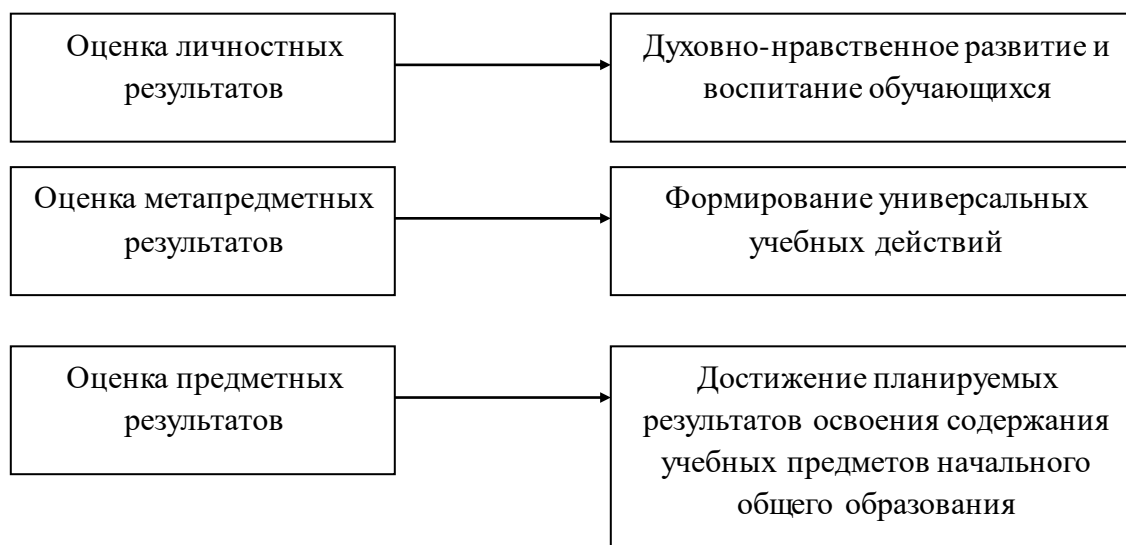 Оценка личностных
результатов
Духовно-нравственное развитие и
воспитание обучающихся
Оценка метапредметных
результатов
Формирование универсальных
учебных действий
Оценка предметных
результатов
Достижение планируемых
результатов освоения содержания
учебных предметов начального
общего образования